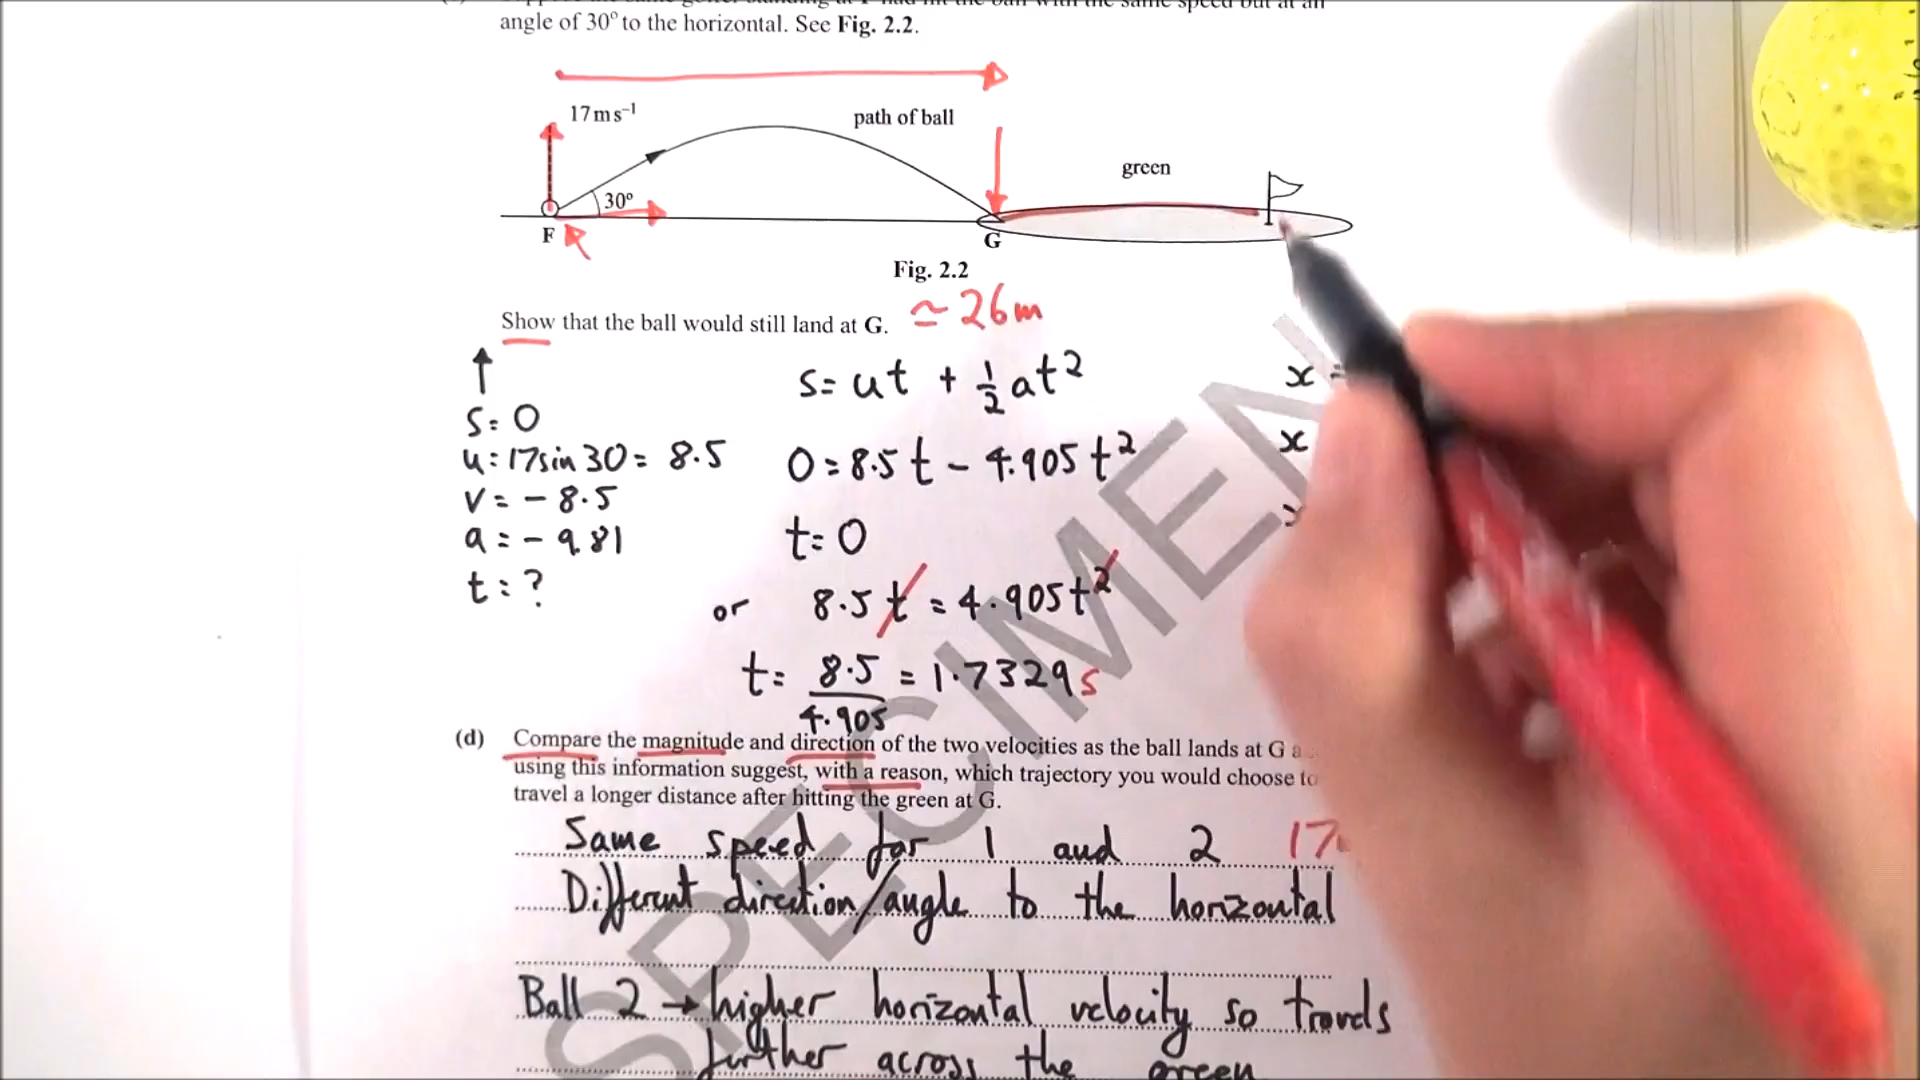 angle of 30° to the horizontal. See Fig. 2.2.
17 m s⁻¹
path of ball
green
30°
F
G
Fig. 2.2
Show that the ball would still land at G.
≃ 26m
↑
s = 0
u = 17sin 30 = 8.5
v = - 8.5
a = - 9.81
t = ?
s = ut + ½at²
0 = 8.5t - 4.905t²
t = 0
or 8.5t = 4.905t²
t = 8.5/4.905 = 1.7329s
x =
x
(d) Compare the magnitude and direction of the two velocities as the ball lands at G
using this information suggest, with a reason, which trajectory you would choose to
travel a longer distance after hitting the green at G.
Same speed for 1 and 2 17
Different direction/angle to the horizontal
Ball 2 → higher horizontal velocity so travels
further across the green
SPECIMEN